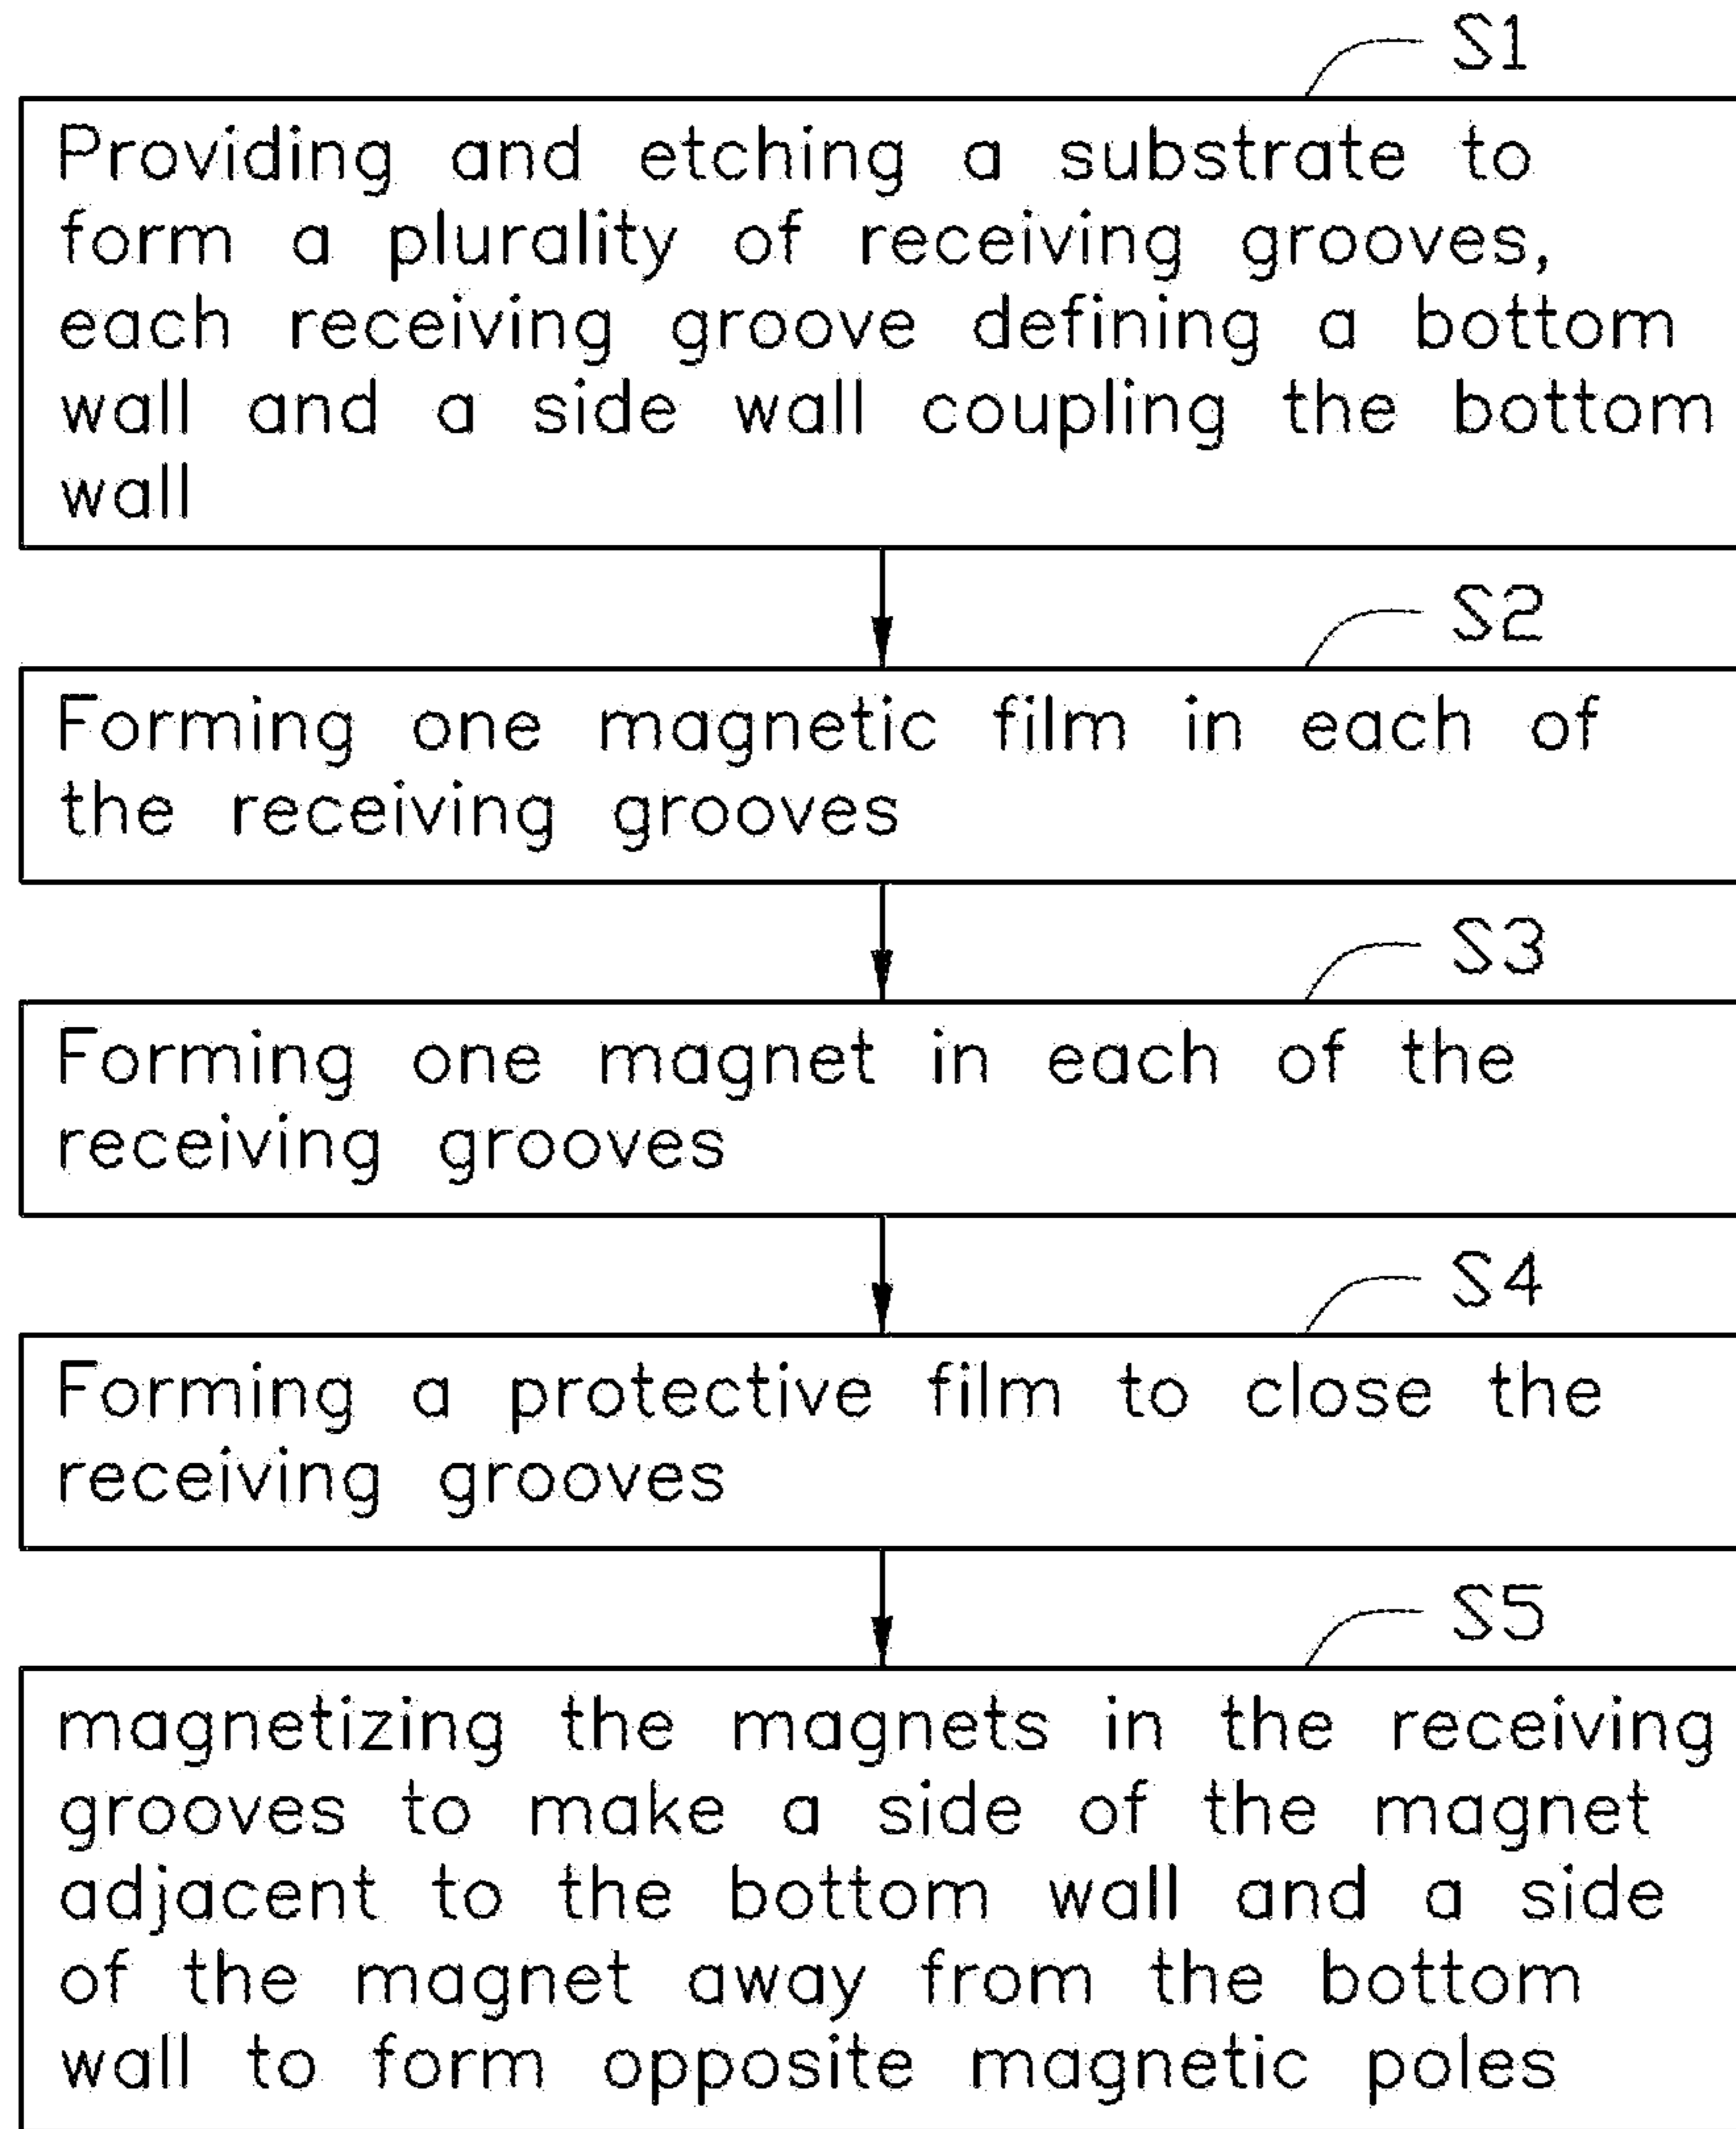 S1
Providing and etching a substrate to
form a plurality of receiving grooves,
each receiving groove defining a bottom
wall and a side wall coupling the bottom
wall
S2
Forming one magnetic film in each of
the receiving grooves
S3
Forming one magnet in each of the
receiving grooves
S4
Forming a protective film to close the
receiving grooves
S5
magnetizing the magnets in the receiving
grooves to make a side of the magnet
adjacent to the bottom wall and a side
of the magnet away from the bottom
wall to form opposite magnetic poles